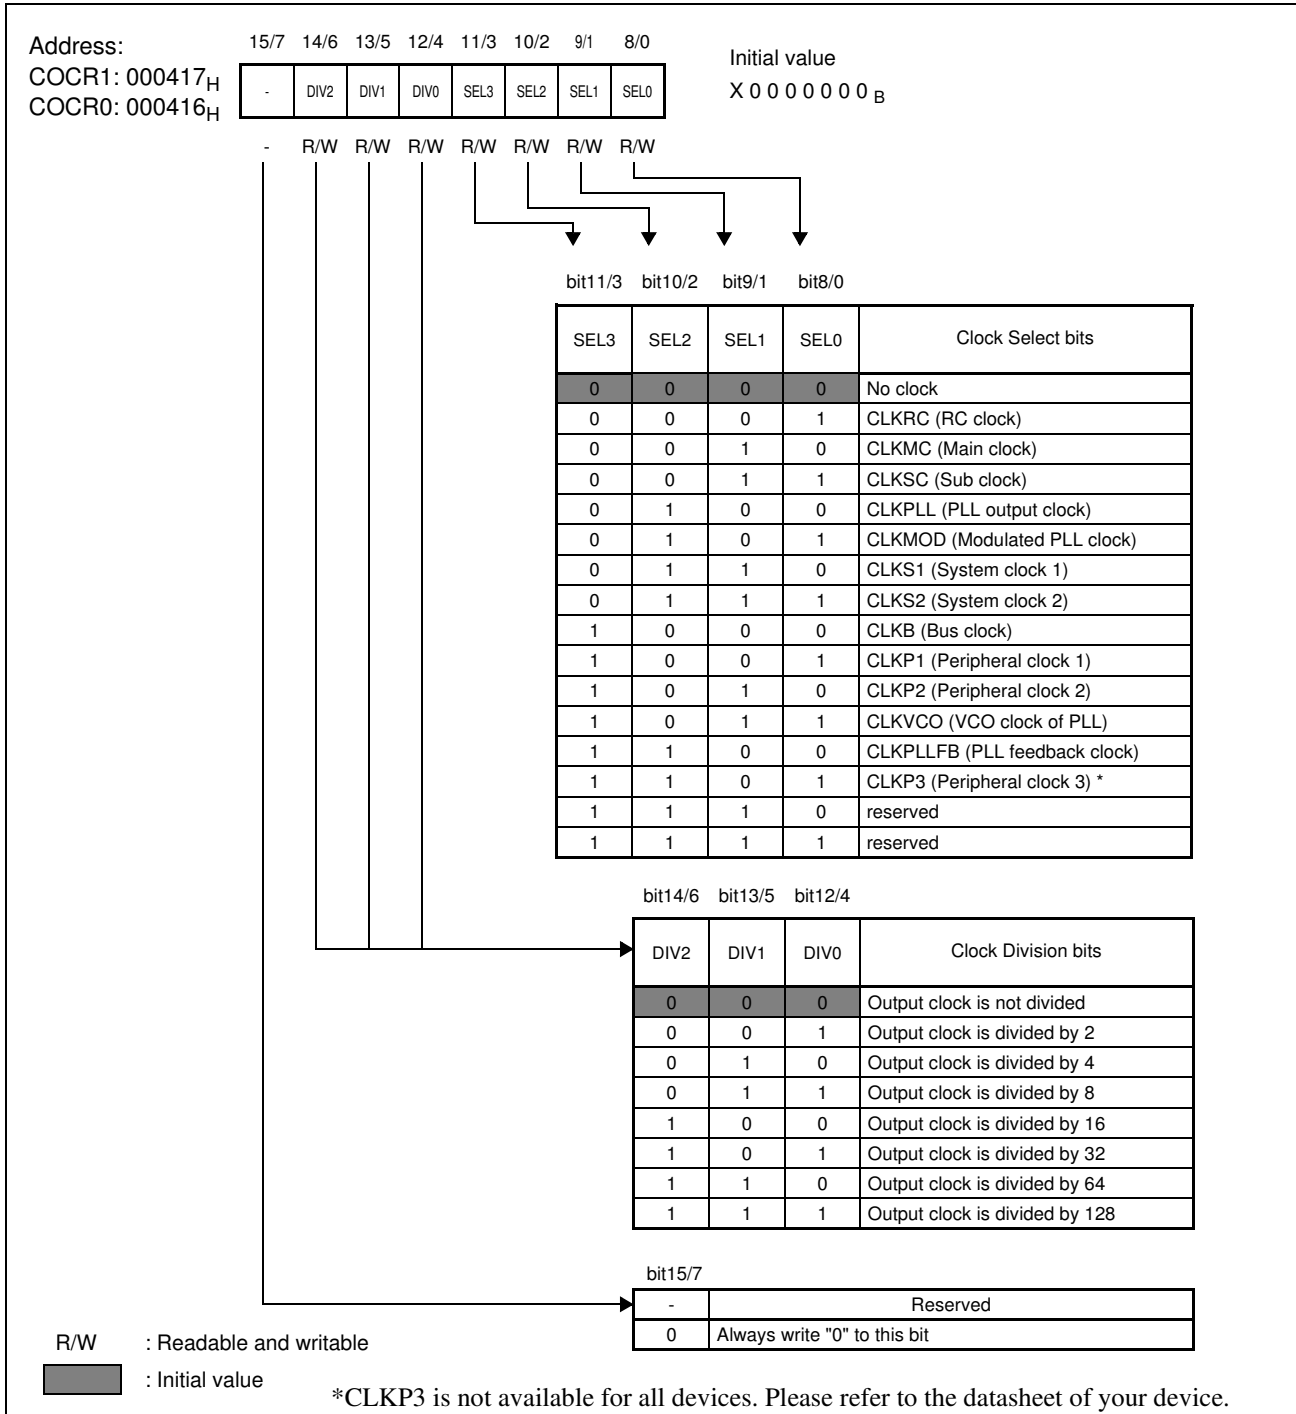 Address:
COCR1: 000417H
COCR0: 000416H
15/7 14/6 13/5 12/4 11/3 10/2 9/1 8/0
- DIV2 DIV1 DIV0 SEL3 SEL2 SEL1 SEL0
- R/W R/W R/W R/W R/W R/W R/W
Initial value
X 0 0 0 0 0 0 0 B
bit11/3 bit10/2 bit9/1 bit8/0
SEL3 SEL2 SEL1 SEL0 Clock Select bits
0 0 0 0 No clock
0 0 0 1 CLKRC (RC clock)
0 0 1 0 CLKMC (Main clock)
0 0 1 1 CLKSC (Sub clock)
0 1 0 0 CLKPLL (PLL output clock)
0 1 0 1 CLKMOD (Modulated PLL clock)
0 1 1 0 CLKS1 (System clock 1)
0 1 1 1 CLKS2 (System clock 2)
1 0 0 0 CLKB (Bus clock)
1 0 0 1 CLKP1 (Peripheral clock 1)
1 0 1 0 CLKP2 (Peripheral clock 2)
1 0 1 1 CLKVCO (VCO clock of PLL)
1 1 0 0 CLKPLLFB (PLL feedback clock)
1 1 0 1 CLKP3 (Peripheral clock 3) *
1 1 1 0 reserved
1 1 1 1 reserved
bit14/6 bit13/5 bit12/4
DIV2 DIV1 DIV0 Clock Division bits
0 0 0 Output clock is not divided
0 0 1 Output clock is divided by 2
0 1 0 Output clock is divided by 4
0 1 1 Output clock is divided by 8
1 0 0 Output clock is divided by 16
1 0 1 Output clock is divided by 32
1 1 0 Output clock is divided by 64
1 1 1 Output clock is divided by 128
bit15/7
- Reserved
0 Always write "0" to this bit
R/W : Readable and writable
: Initial value
*CLKP3 is not available for all devices. Please refer to the datasheet of your device.